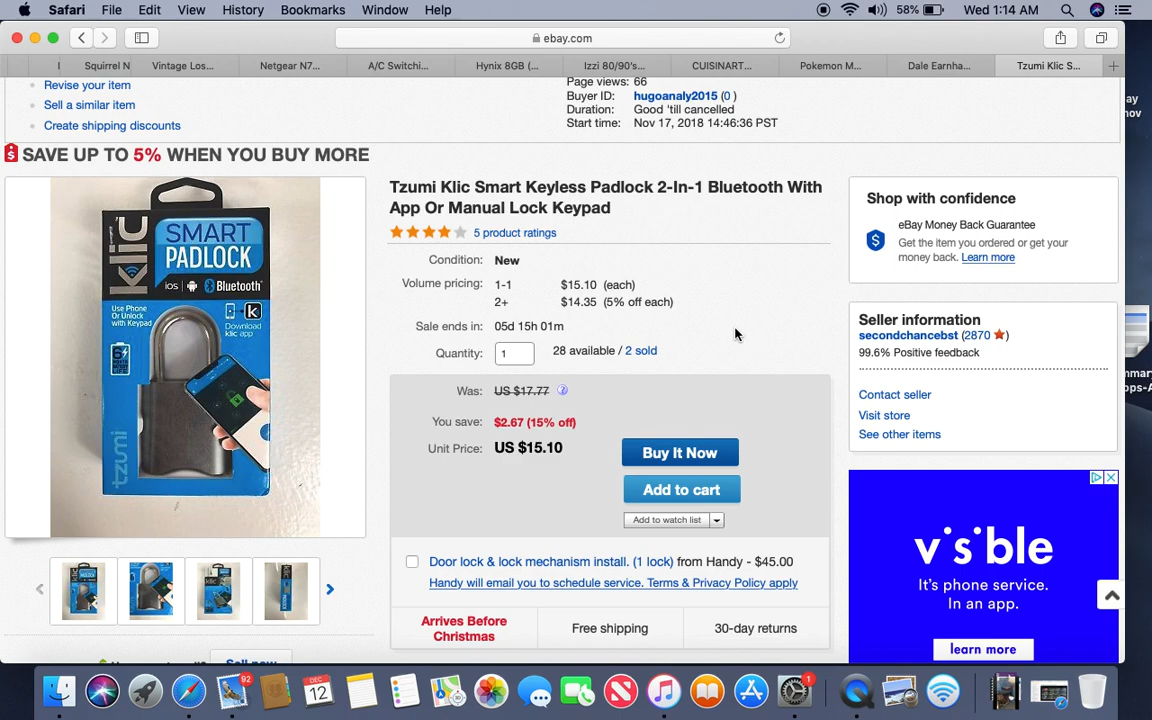 Safari File Edit View History Bookmarks Window Help 58% Wed 1:14 AM
ebay.com
Squirrel N Vintage Los... Netgear N7... A/C Switchi... Hynix 8GB (... Izzi 80/90's... CUISINART... Pokemon M... Dale Earnha... Tzumi Klic S...
Revise your item
Sell a similar item
Create shipping discounts
Page views: 66
Buyer ID: hugoanaly2015 (0 )
Duration: Good 'till cancelled
Start time: Nov 17, 2018 14:46:36 PST
SAVE UP TO 5% WHEN YOU BUY MORE
klic
SMART
PADLOCK
ios Bluetooth
Use Phone
Or Unlock
with Keypad
Download
klic app
6
tzumi
Tzumi Klic Smart Keyless Padlock 2-In-1 Bluetooth With
App Or Manual Lock Keypad
5 product ratings
Condition: New
Volume pricing: 1-1 $15.10 (each)
2+ $14.35 (5% off each)
Sale ends in: 05d 15h 01m
Quantity: 1 28 available / 2 sold
Was: US $17.77
You save: $2.67 (15% off)
Unit Price: US $15.10
Buy It Now
Add to cart
Add to watch list
Door lock & lock mechanism install. (1 lock) from Handy - $45.00
Handy will email you to schedule service. Terms & Privacy Policy apply
Arrives Before
Christmas
Free shipping
30-day returns
Shop with confidence
eBay Money Back Guarantee
Get the item you ordered or get your
money back. Learn more
Seller information
secondchancebst (2870 )
99.6% Positive feedback
Contact seller
Visit store
See other items
visible
It's phone service.
In an app.
learn more
Sell now
ay
nov
DEC
12
92
1